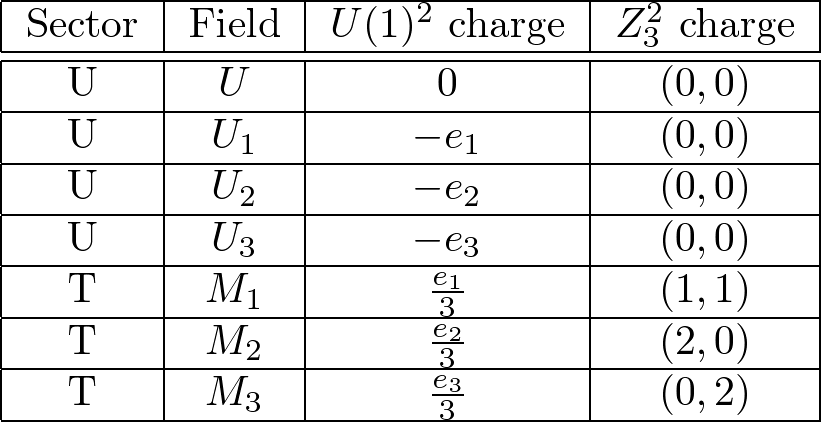 Sector Field $U(1)^2$ charge $Z_3^2$ charge
U $U$ 0 $(0, 0)$
U $U_1$ $-e_1$ $(0, 0)$
U $U_2$ $-e_2$ $(0, 0)$
U $U_3$ $-e_3$ $(0, 0)$
T $M_1$ $\frac{e_1}{3}$ $(1, 1)$
T $M_2$ $\frac{e_2}{3}$ $(2, 0)$
T $M_3$ $\frac{e_3}{3}$ $(0, 2)$